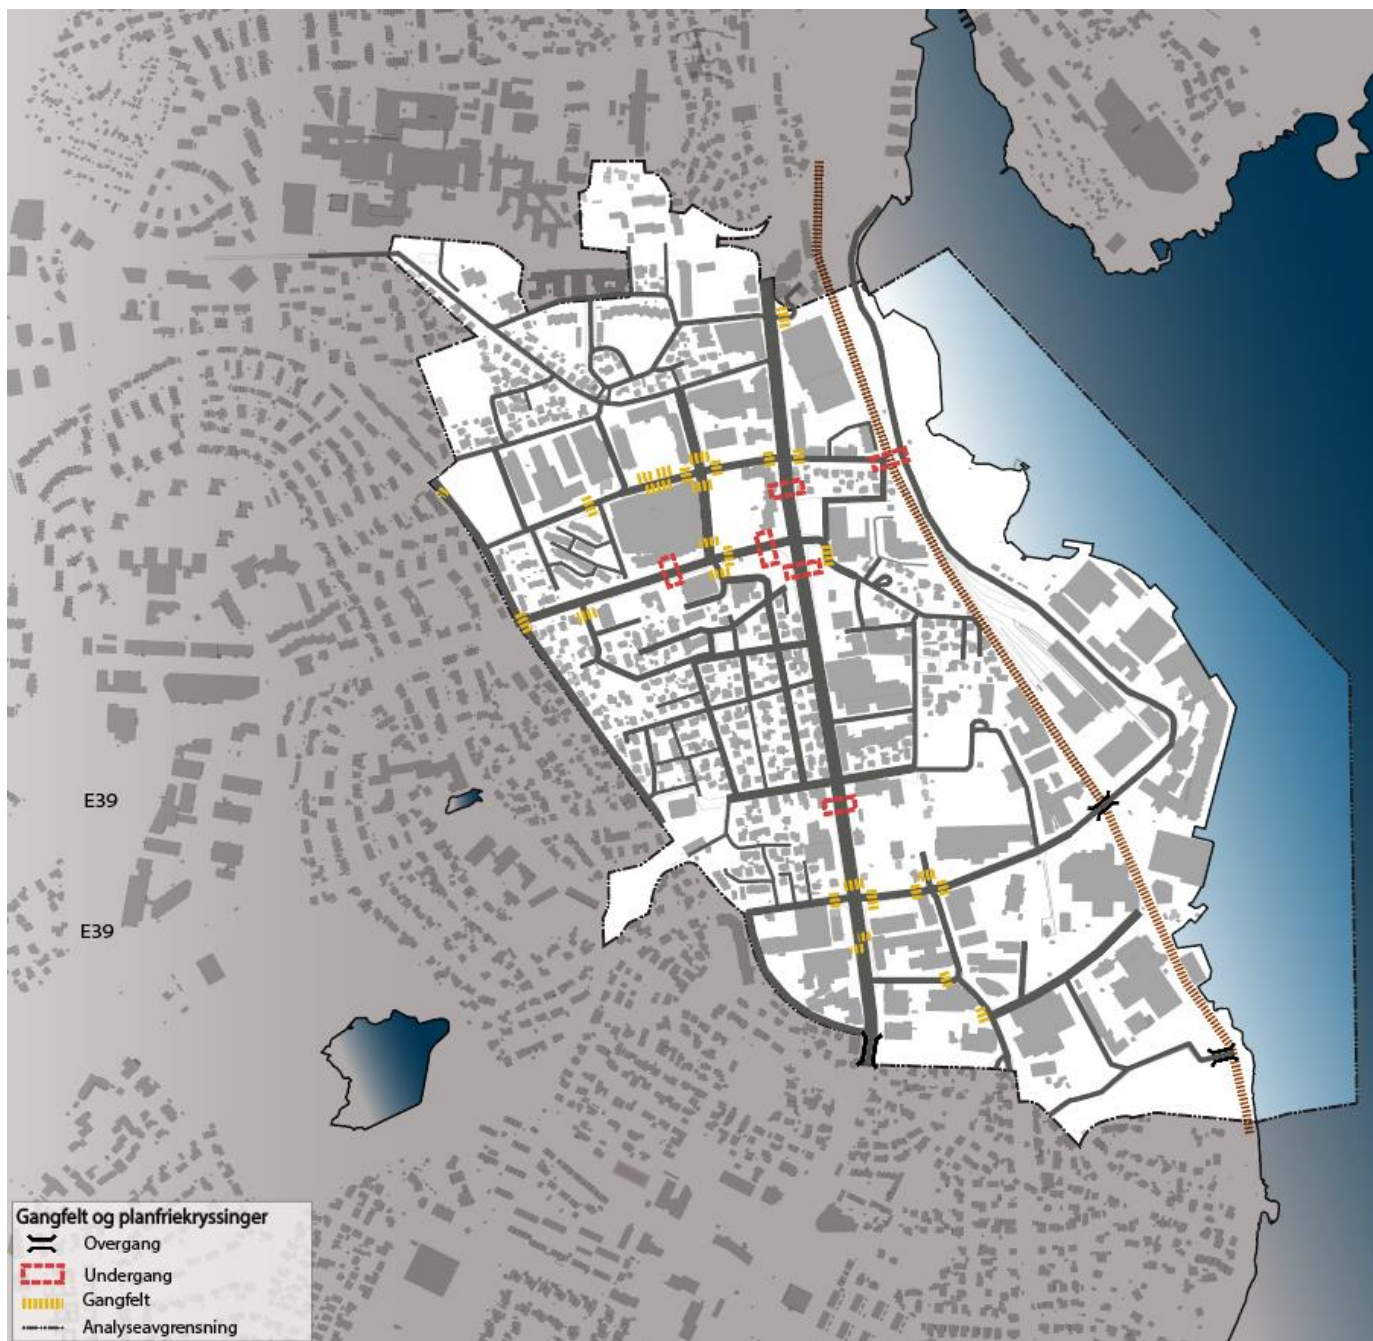 E39
E39
Gangfelt og planfriekryssinger
Overgang
Undergang
Gangfelt
Analyseavgrensning